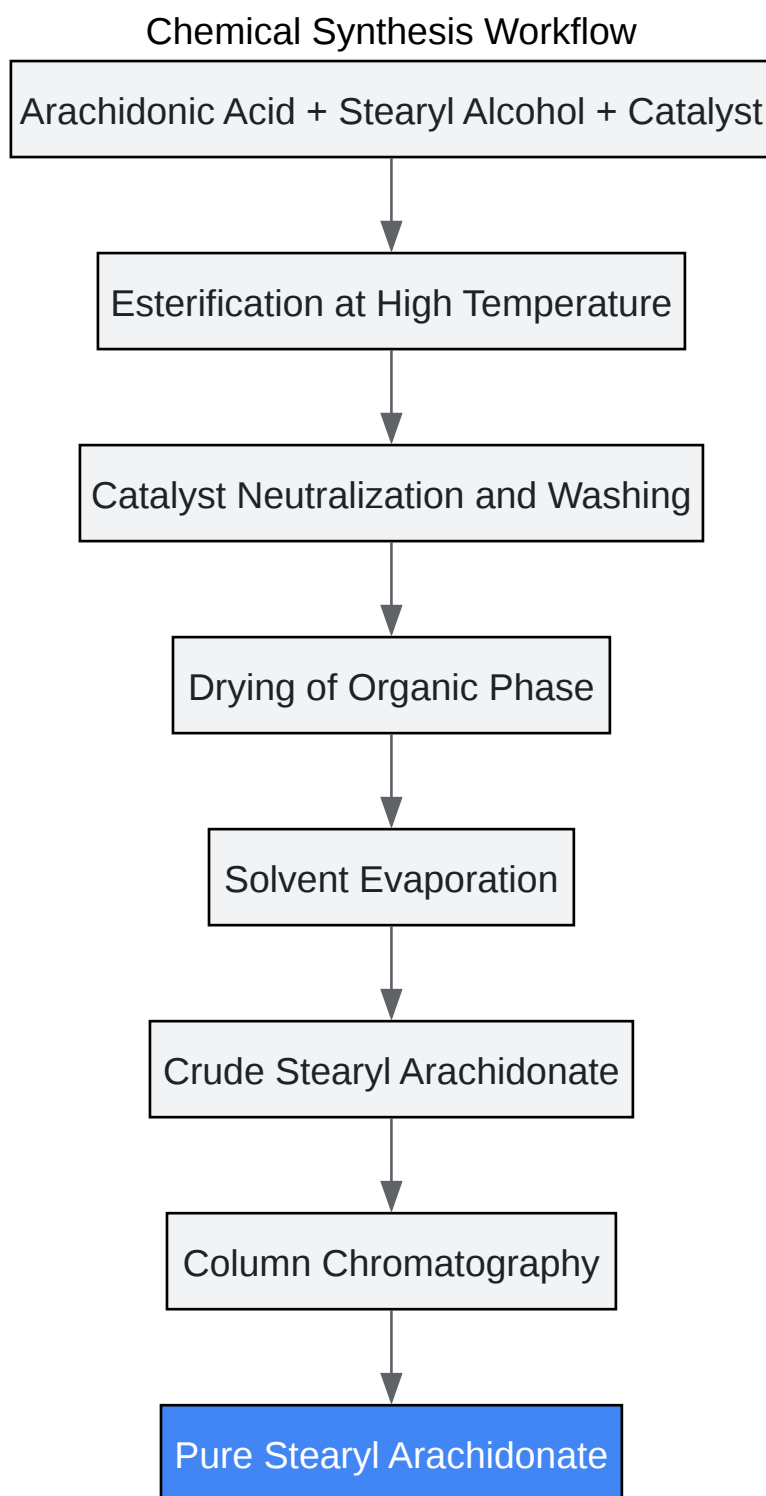 Chemical Synthesis Workflow
Arachidonic Acid + Stearyl Alcohol + Catalyst
Esterification at High Temperature
Catalyst Neutralization and Washing
Drying of Organic Phase
Solvent Evaporation
Crude Stearyl Arachidonate
Column Chromatography
Pure Stearyl Arachidonate